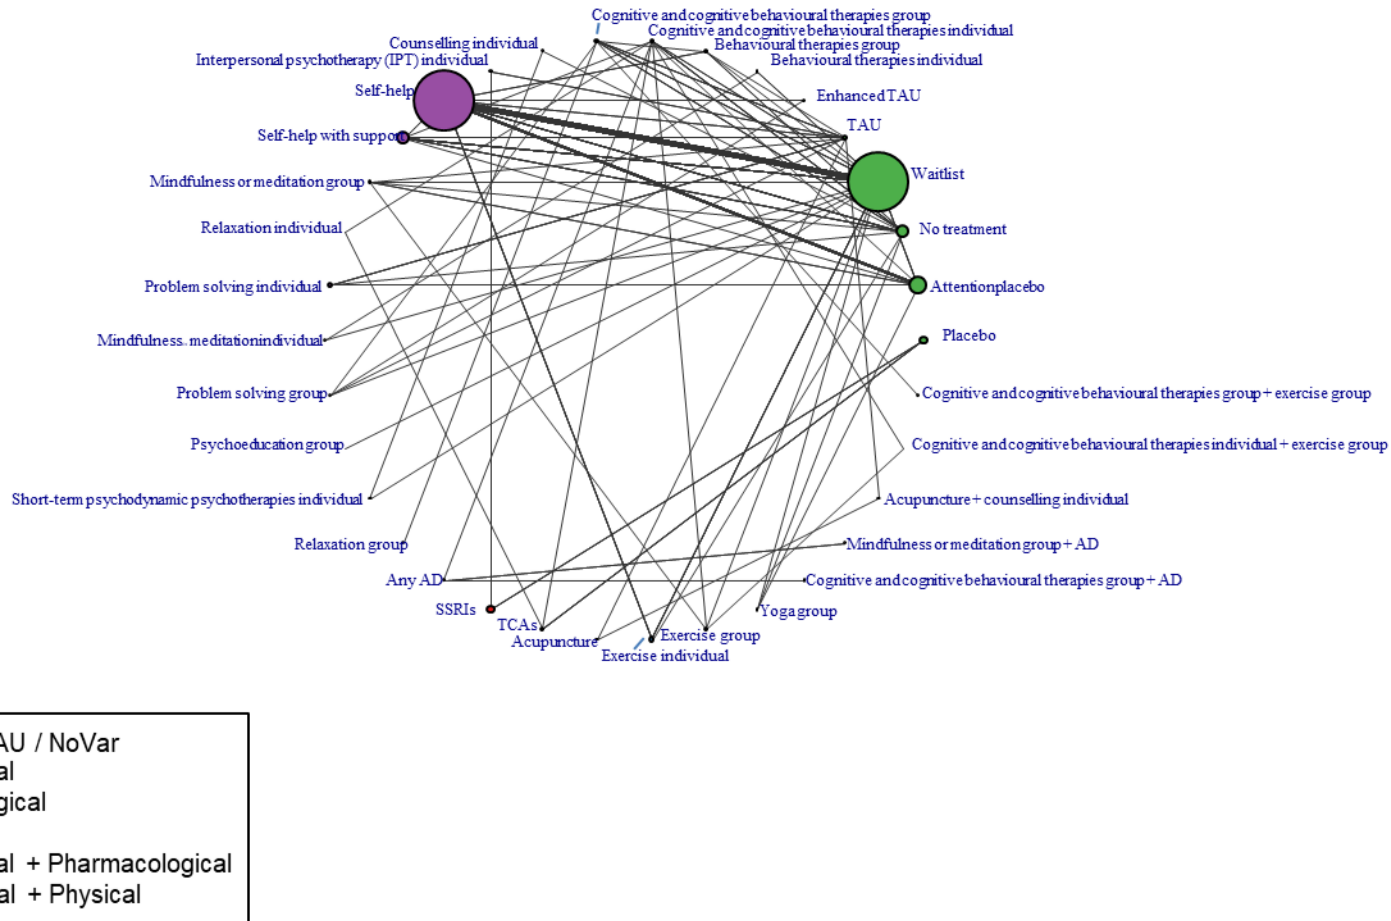 Cognitive and cognitive behavioural therapies group
Cognitive and cognitive behavioural therapies individual
Counselling individual
Behavioural therapies group
Interpersonal psychotherapy (IPT) individual
Behavioural therapies individual
Self-help
Enhanced TAU
TAU
Self-help with support
Waitlist
Mindfulness or meditation group
Relaxation individual
No treatment
Problem solving individual
Attention placebo
Placebo
Mindfulness meditation individual
Problem solving group
Cognitive and cognitive behavioural therapies group + exercise group
Psychoeducation group
Cognitive and cognitive behavioural therapies individual + exercise group
Short-term psychodynamic psychotherapies individual
Acupuncture + counselling individual
Relaxation group
Mindfulness or meditation group + AD
Any AD
Cognitive and cognitive behavioural therapies group + AD
SSRIs
Yoga group
TCAs
Acupuncture
Exercise group
Exercise individual
AU / NoVar
al
gical
al + Pharmacological
al + Physical